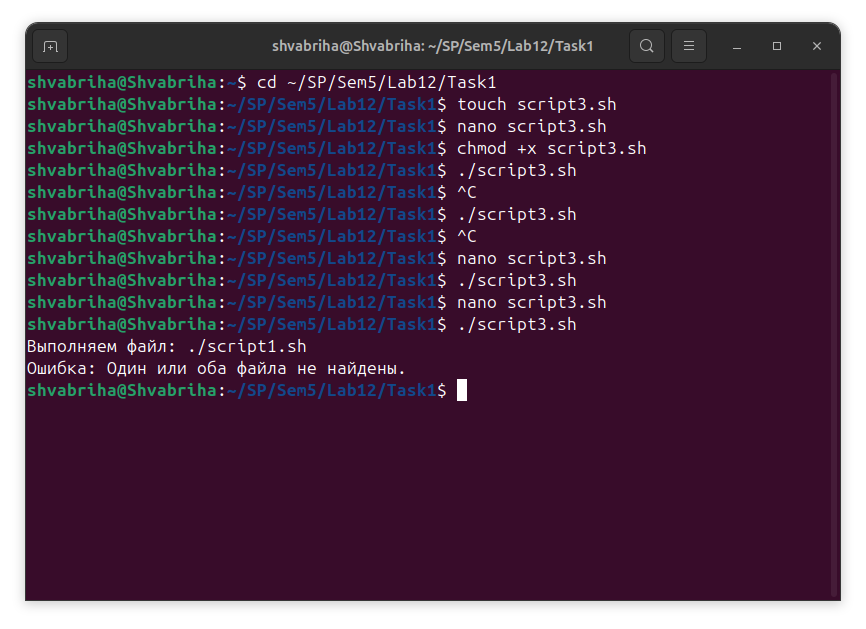 shvabriha@Shvabriha: ~/SP/Sem5/Lab12/Task1
shvabriha@Shvabriha:~$ cd ~/SP/Sem5/Lab12/Task1
shvabriha@Shvabriha:~/SP/Sem5/Lab12/Task1$ touch script3.sh
shvabriha@Shvabriha:~/SP/Sem5/Lab12/Task1$ nano script3.sh
shvabriha@Shvabriha:~/SP/Sem5/Lab12/Task1$ chmod +x script3.sh
shvabriha@Shvabriha:~/SP/Sem5/Lab12/Task1$ ./script3.sh
shvabriha@Shvabriha:~/SP/Sem5/Lab12/Task1$ ^C
shvabriha@Shvabriha:~/SP/Sem5/Lab12/Task1$ ./script3.sh
shvabriha@Shvabriha:~/SP/Sem5/Lab12/Task1$ ^C
shvabriha@Shvabriha:~/SP/Sem5/Lab12/Task1$ nano script3.sh
shvabriha@Shvabriha:~/SP/Sem5/Lab12/Task1$ ./script3.sh
shvabriha@Shvabriha:~/SP/Sem5/Lab12/Task1$ nano script3.sh
shvabriha@Shvabriha:~/SP/Sem5/Lab12/Task1$ ./script3.sh
Выполняем файл: ./script1.sh
Ошибка: Один или оба файла не найдены.
shvabriha@Shvabriha:~/SP/Sem5/Lab12/Task1$